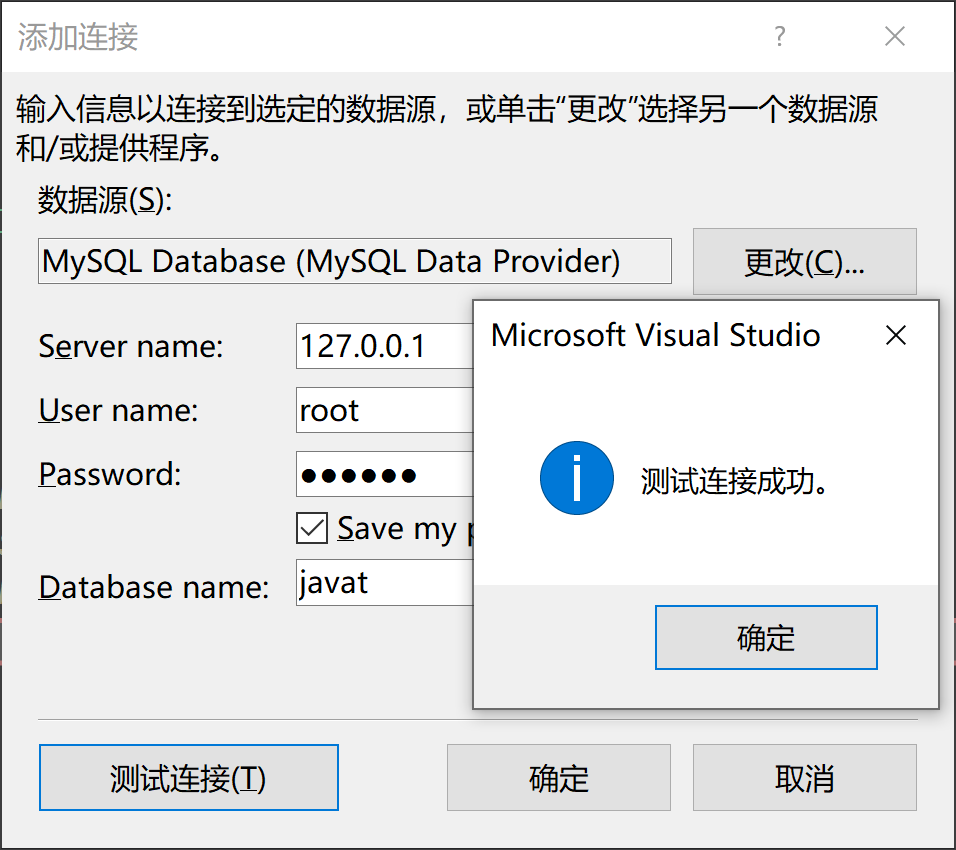 添加连接
?
输入信息以连接到选定的数据源，或单击“更改”选择另一个数据源
和/或提供程序。
数据源(S):
MySQL Database (MySQL Data Provider)
更改(C)...
Server name:
127.0.0.1
User name:
root
Password:
●●●●●●
Save my
Database name:
javat
Microsoft Visual Studio
测试连接成功。
确定
测试连接(T)
确定
取消